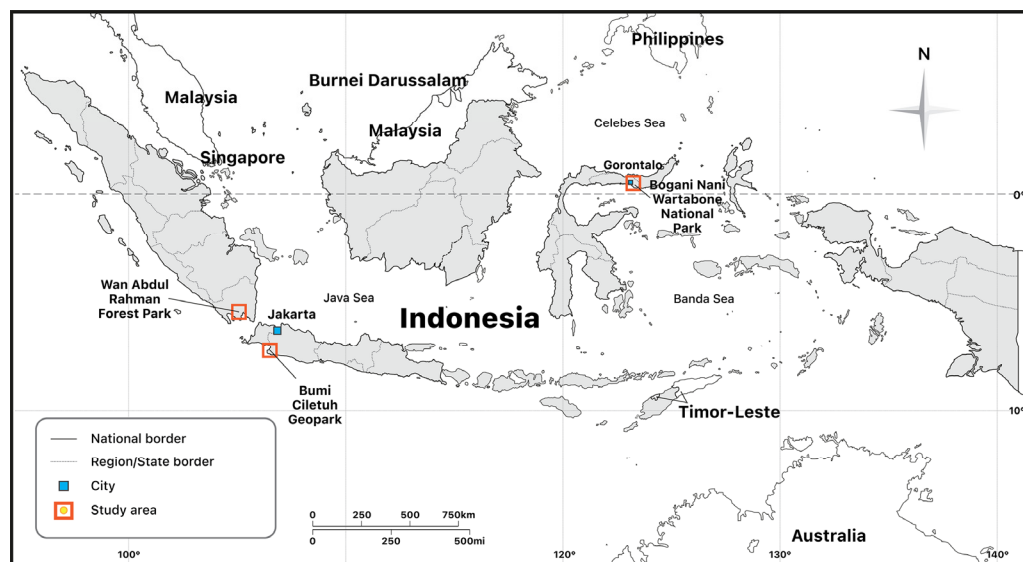 Philippines
N
Burnei Darussalam
Malaysia
Celebes Sea
Malaysia
Singapore
Gorontalo
Bogani Nani
Wartabone
National
Park
0°
Wan Abdul
Rahman
Forest Park
Java Sea
Banda Sea
Jakarta
Indonesia
Bumi
Ciletuh
Geopark
Timor-Leste
10°
National border
Region/State border
City
Study area
0 250 500 750km
0 250 500mi
Australia
100° 120° 130° 140°